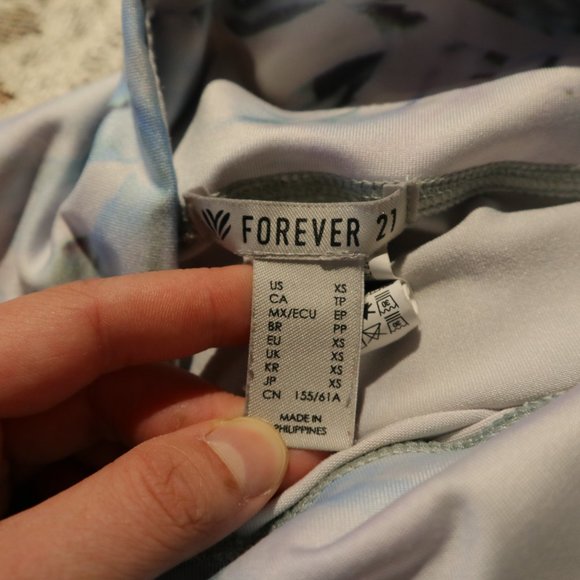 FOREVER 21
US XS
CA TP
MX/ECU EP
BR PP
EU XS
UK XS
KR XS
JP XS
CN 155/61A
MADE IN
PHILIPPINES
30